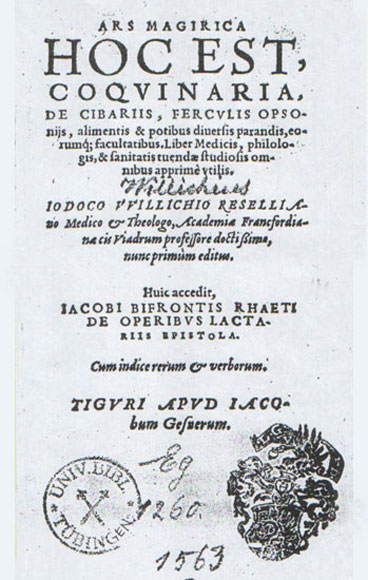 ARS MAGIRICA
HOC EST,
COQVINARIA,
DE CIBARIIS, FERCVLIS OPSO-
nijs, alimentis & potibus diuersis parandis, eo-
rumq; facultatibus. Liber Medicis, philolo-
gis, & sanitatis tuendæ studiosis om-
nibus apprimè vtilis.
Willichius
IODOCO VVILLICHIO RESELLI-
ano Medico & Theologo, Academiæ Francfordia-
næ cis Viadrum professore doctissimo,
nunc primùm editus.
Huic accedit,
IACOBI BIFRONTIS RHAETI
DE OPERIBVS LACTA-
RIIS EPISTOLA.
Cum indice rerum & verborum.
TIGVRI APVD IACO-
bum Gesnerum.
Eg
1260.
1563
UNIV. BIBL.
TÜBINGEN